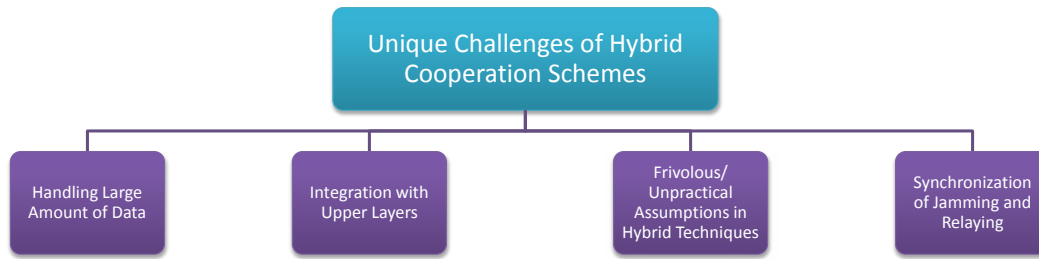 Unique Challenges of Hybrid
Cooperation Schemes
Handling Large
Amount of Data
Integration with
Upper Layers
Frivolous/
Unpractical
Assumptions in
Hybrid Techniques
Synchronization
of Jamming and
Relaying